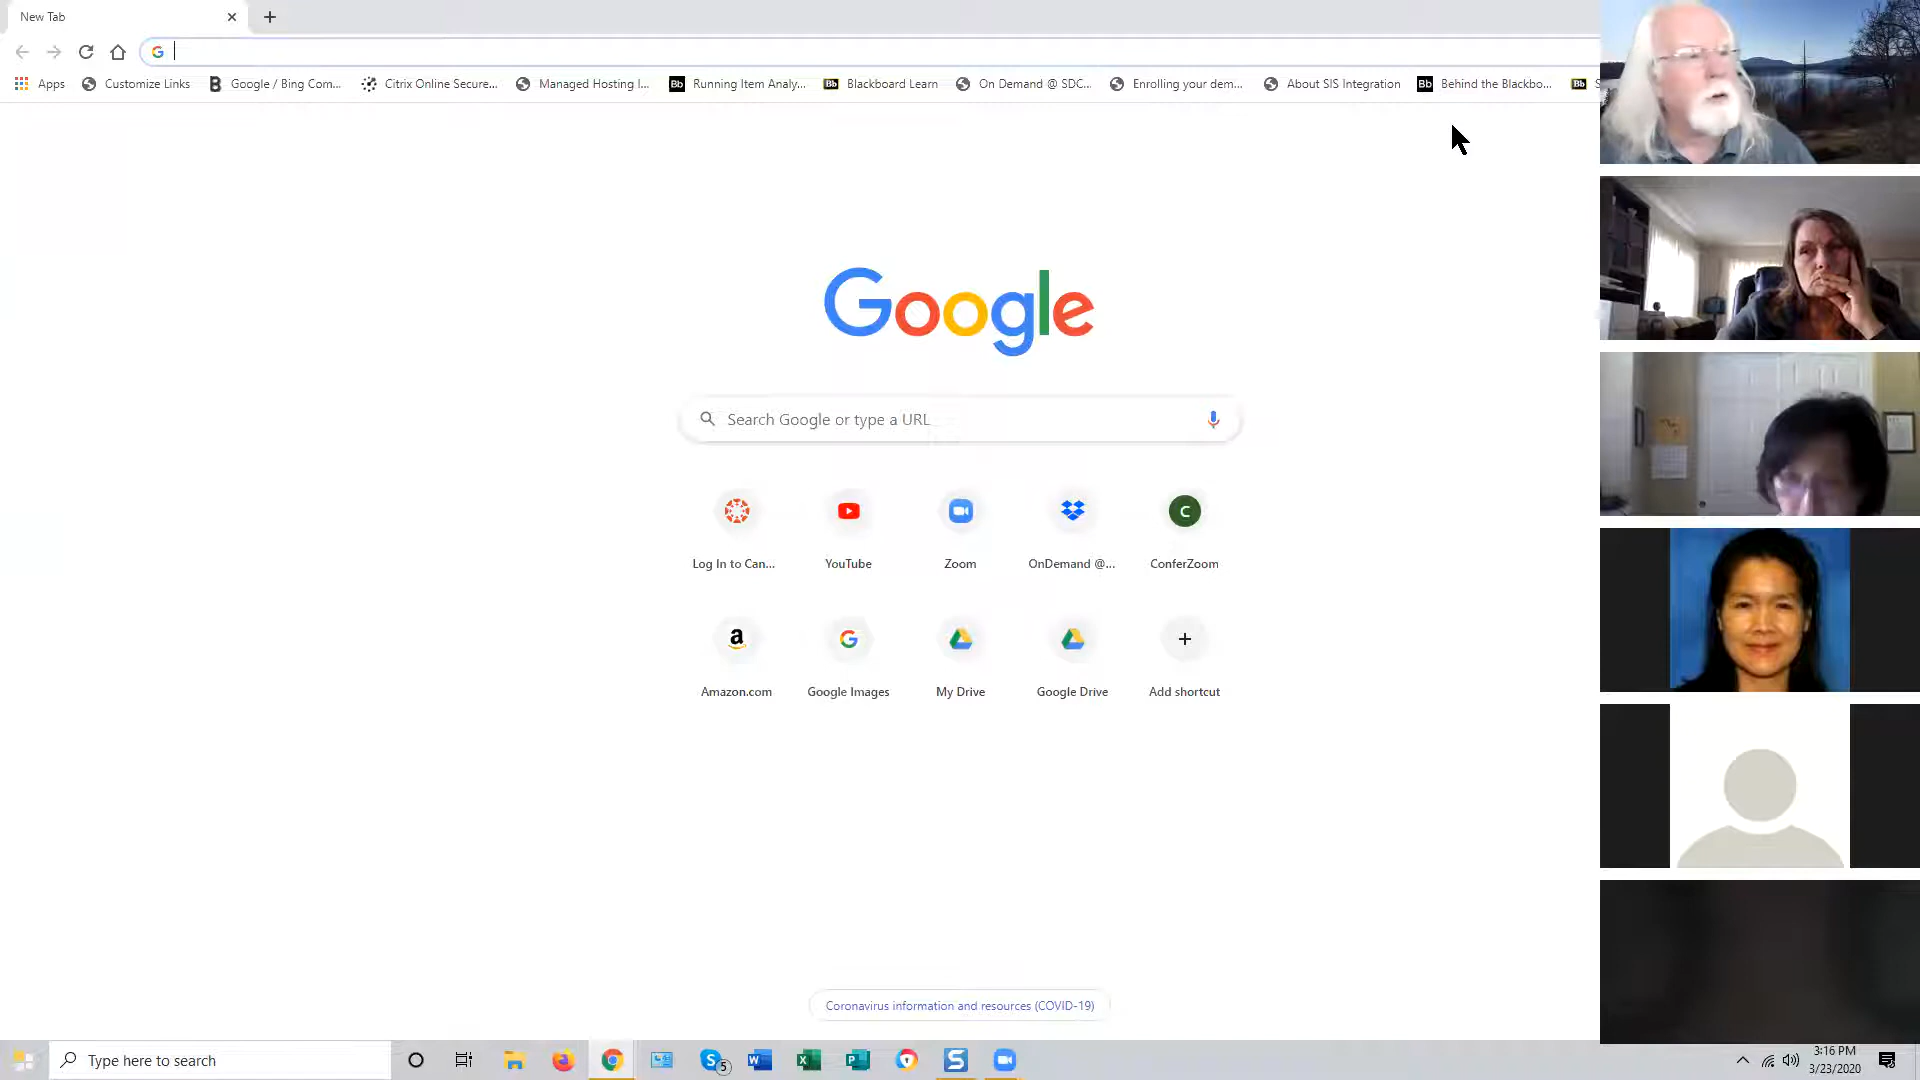 New Tab
Apps Customize Links Google / Bing Com... Citrix Online Secure... Managed Hosting I... Running Item Analy... Blackboard Learn On Demand @ SDC... Enrolling your dem... About SIS Integration Behind the Blackbo... S
Google
Search Google or type a URL
Log In to Can... YouTube Zoom OnDemand @... ConferZoom
Amazon.com Google Images My Drive Google Drive Add shortcut
Coronavirus information and resources (COVID-19)
Type here to search
3:16 PM
3/23/2020